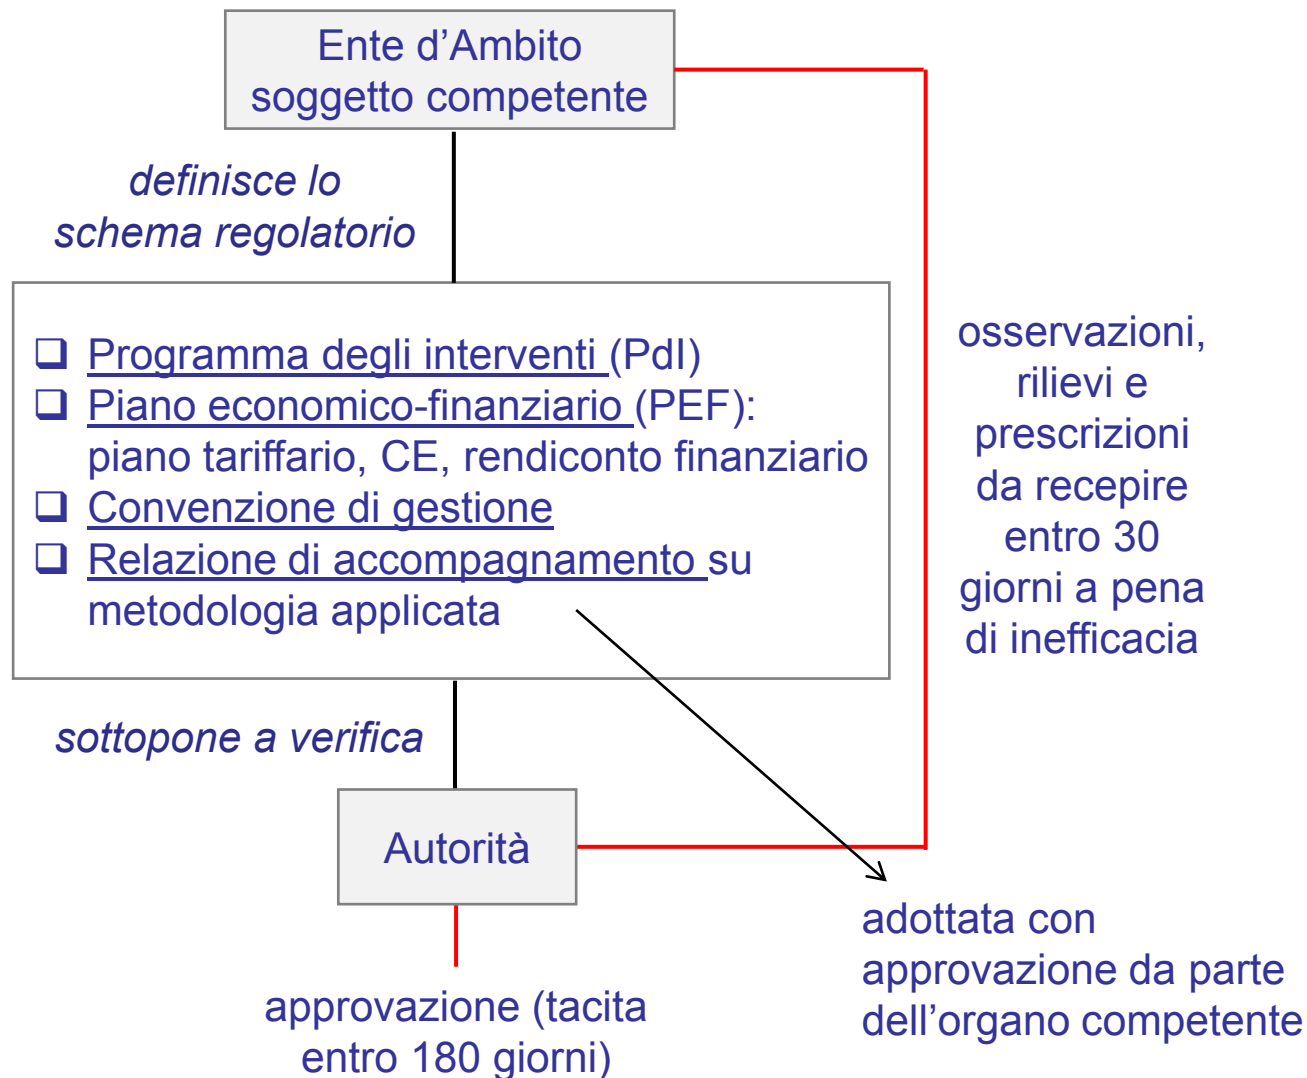 Ente d’Ambito
soggetto competente
definisce lo
schema regolatorio
Programma degli interventi (PdI)
Piano economico-finanziario (PEF):
piano tariffario, CE, rendiconto finanziario
Convenzione di gestione
Relazione di accompagnamento su
metodologia applicata
osservazioni,
rilievi e
prescrizioni
da recepire
entro 30
giorni a pena
di inefficacia
sottopone a verifica
Autorità
adottata con
approvazione da parte
dell’organo competente
approvazione (tacita
entro 180 giorni)